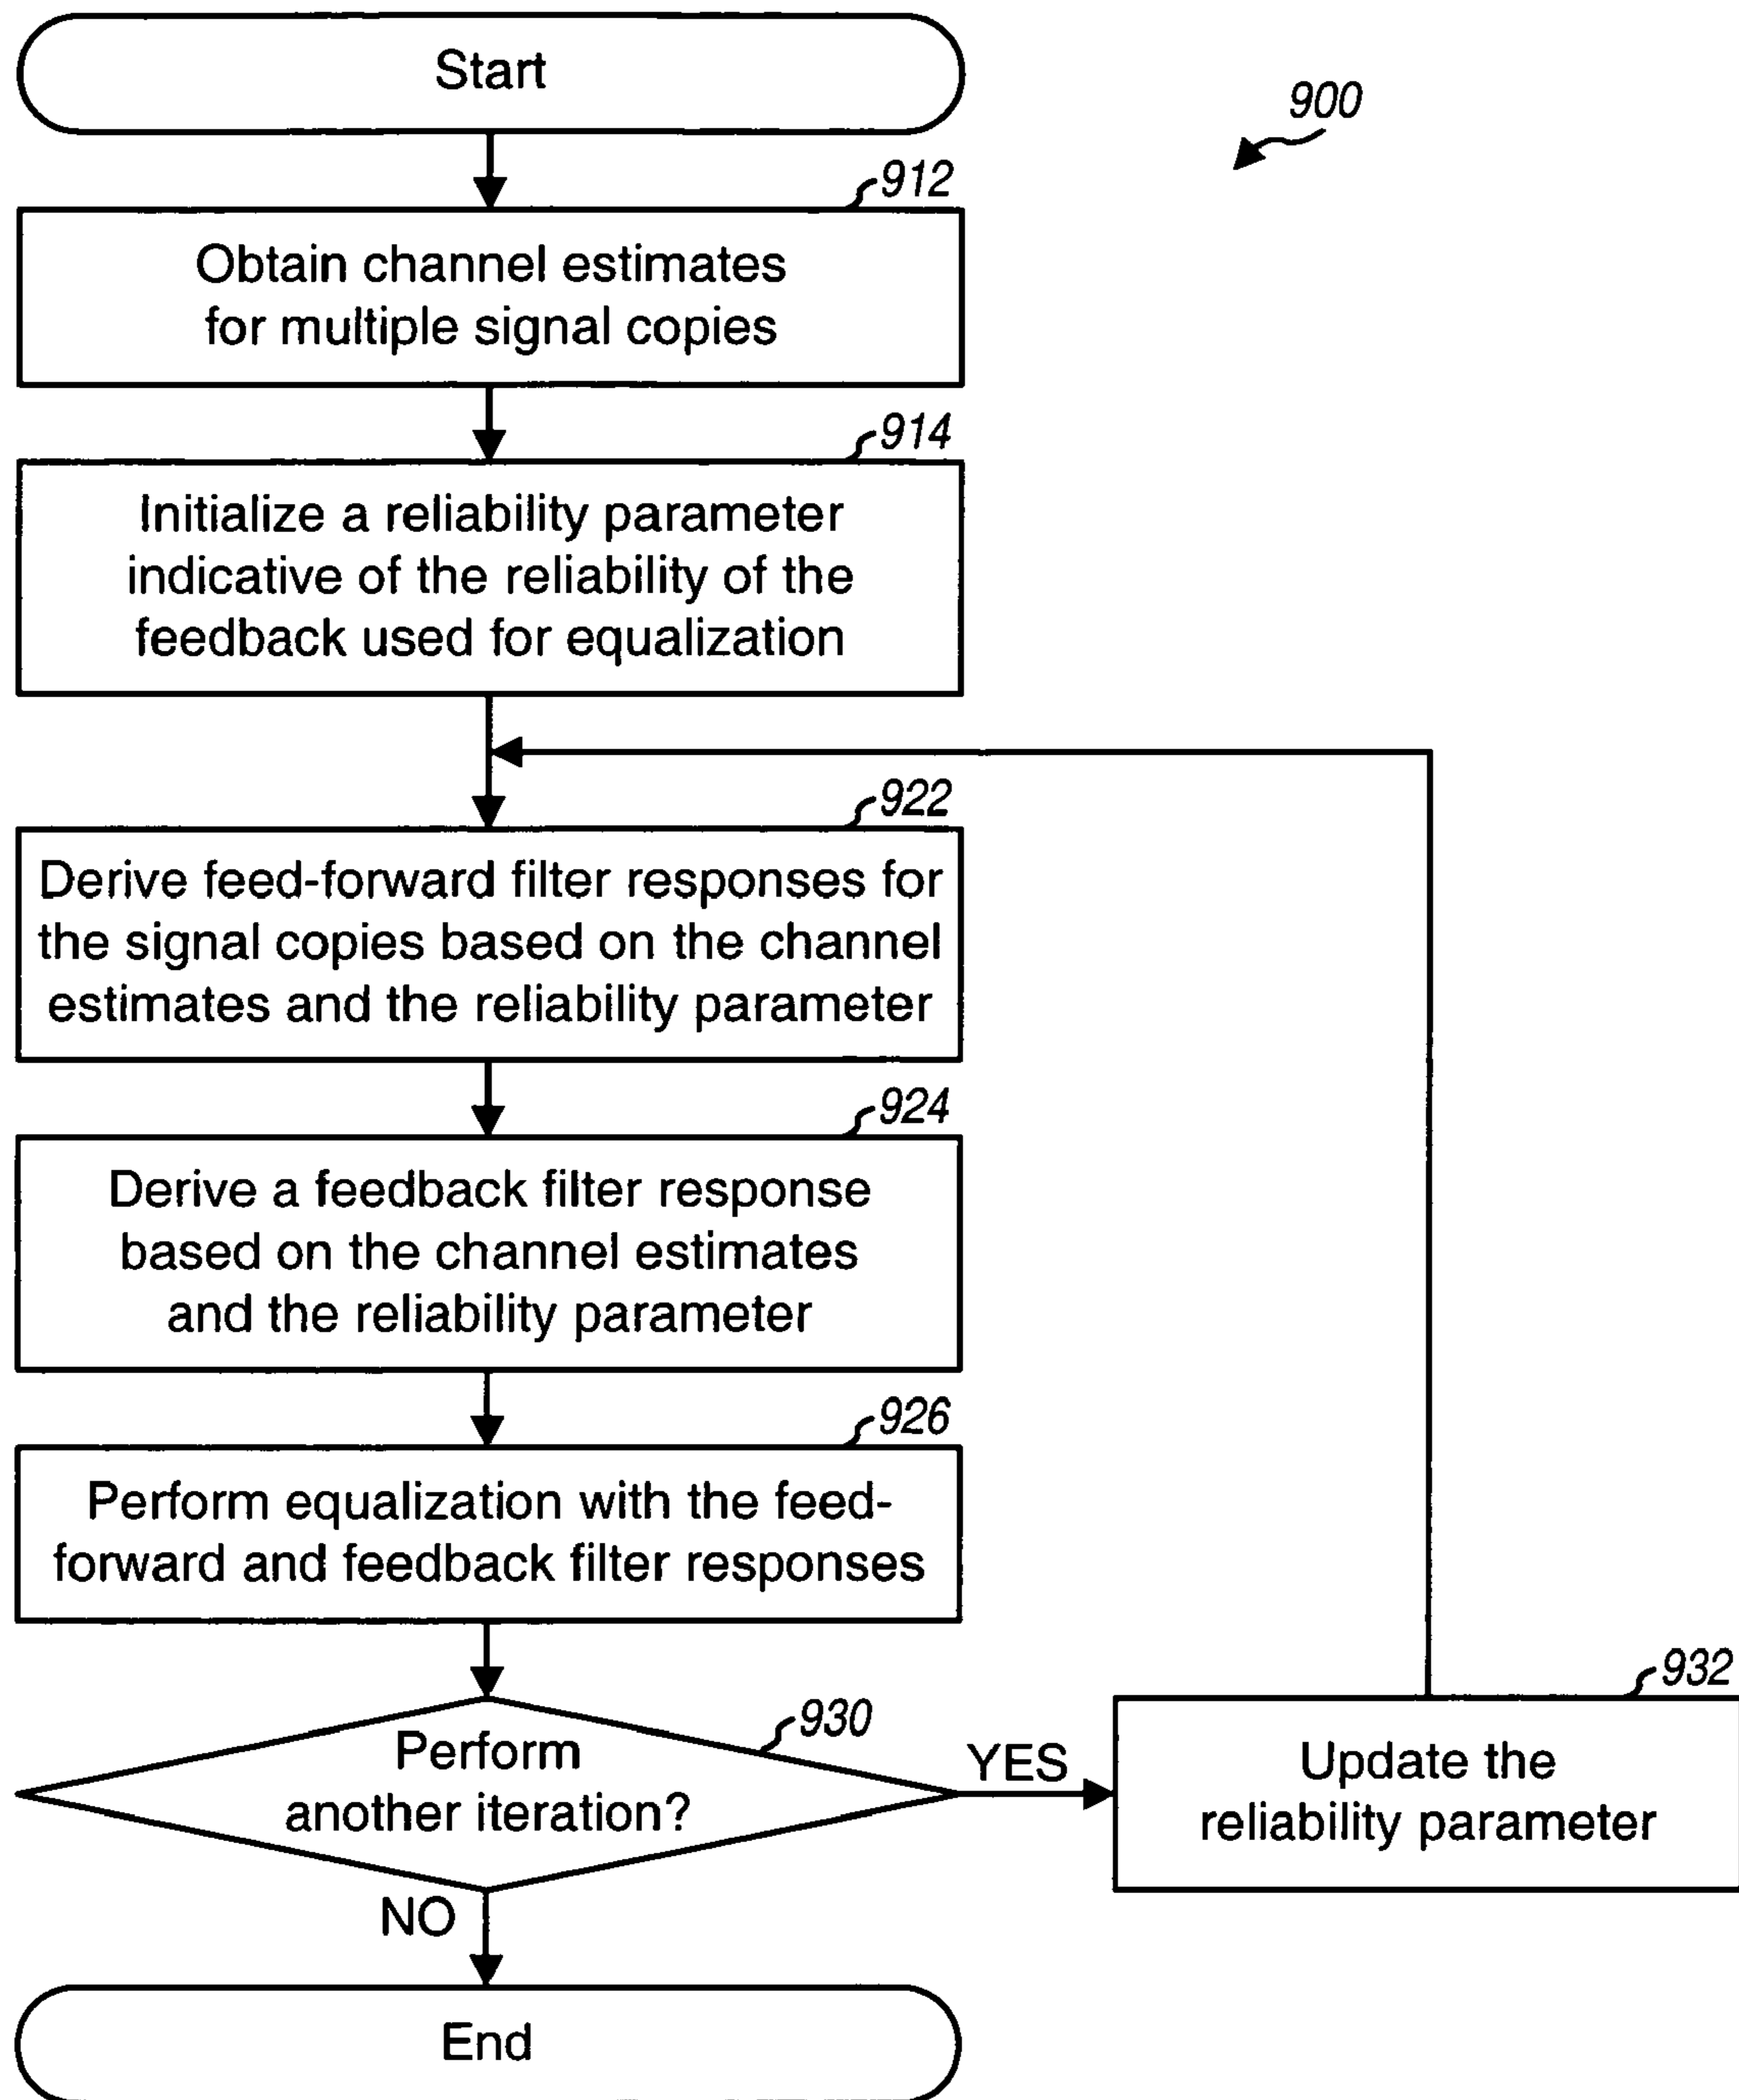 Start
900
912
Obtain channel estimates
for multiple signal copies
914
Initialize a reliability parameter
indicative of the reliability of the
feedback used for equalization
922
Derive feed-forward filter responses for
the signal copies based on the channel
estimates and the reliability parameter
924
Derive a feedback filter response
based on the channel estimates
and the reliability parameter
926
Perform equalization with the feed-
forward and feedback filter responses
930
Perform
another iteration?
YES
932
Update the
reliability parameter
NO
End